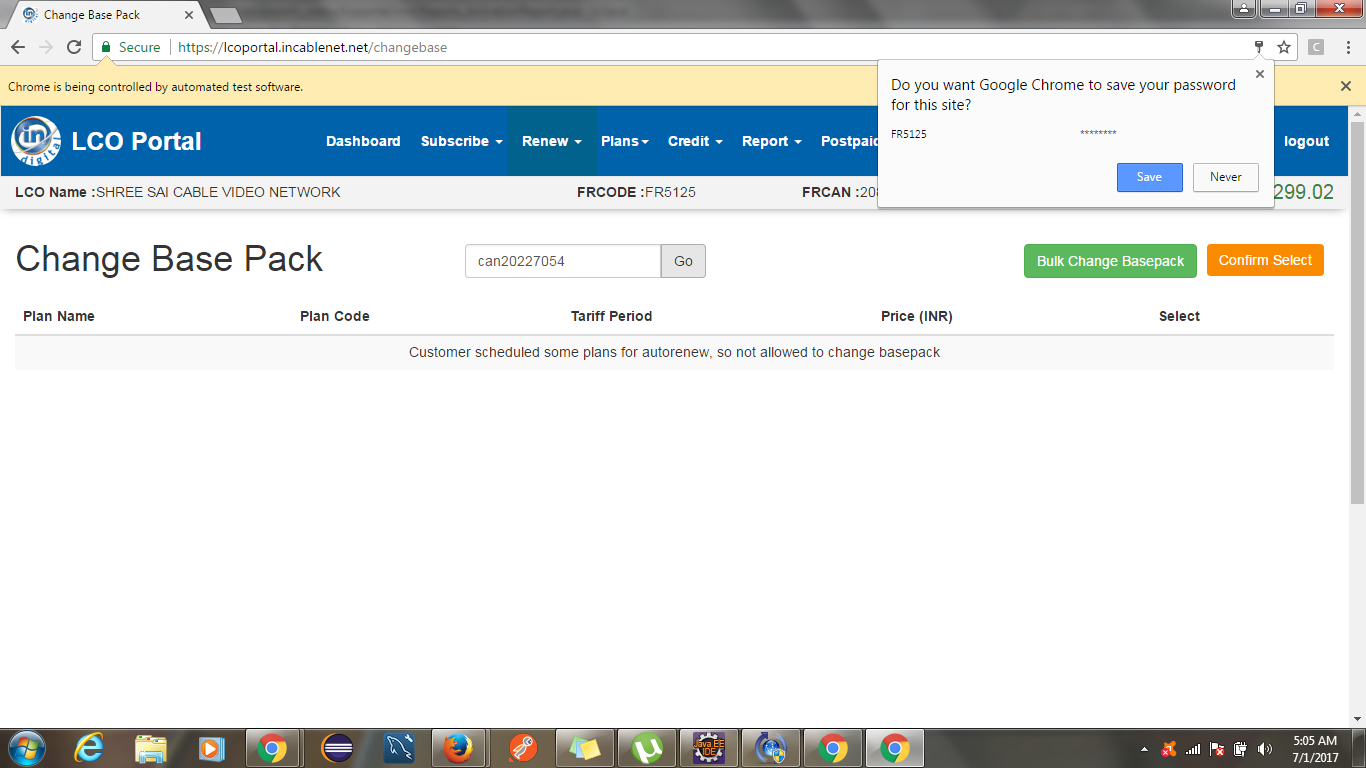 Change Base Pack
Secure https://lcoportal.incablenet.net/changebase
C
Chrome is being controlled by automated test software.
Do you want Google Chrome to save your password
for this site?
FR5125 ********
Save Never
in
digital
LCO Portal
Dashboard Subscribe Renew Plans Credit Report Postpaid logout
LCO Name :SHREE SAI CABLE VIDEO NETWORK FRCODE :FR5125 FRCAN : 299.02
Change Base Pack can20227054 Go Bulk Change Basepack Confirm Select
Plan Name Plan Code Tariff Period Price (INR) Select
Customer scheduled some plans for autorenew, so not allowed to change basepack
Java EE
IDE
5:05 AM
7/1/2017